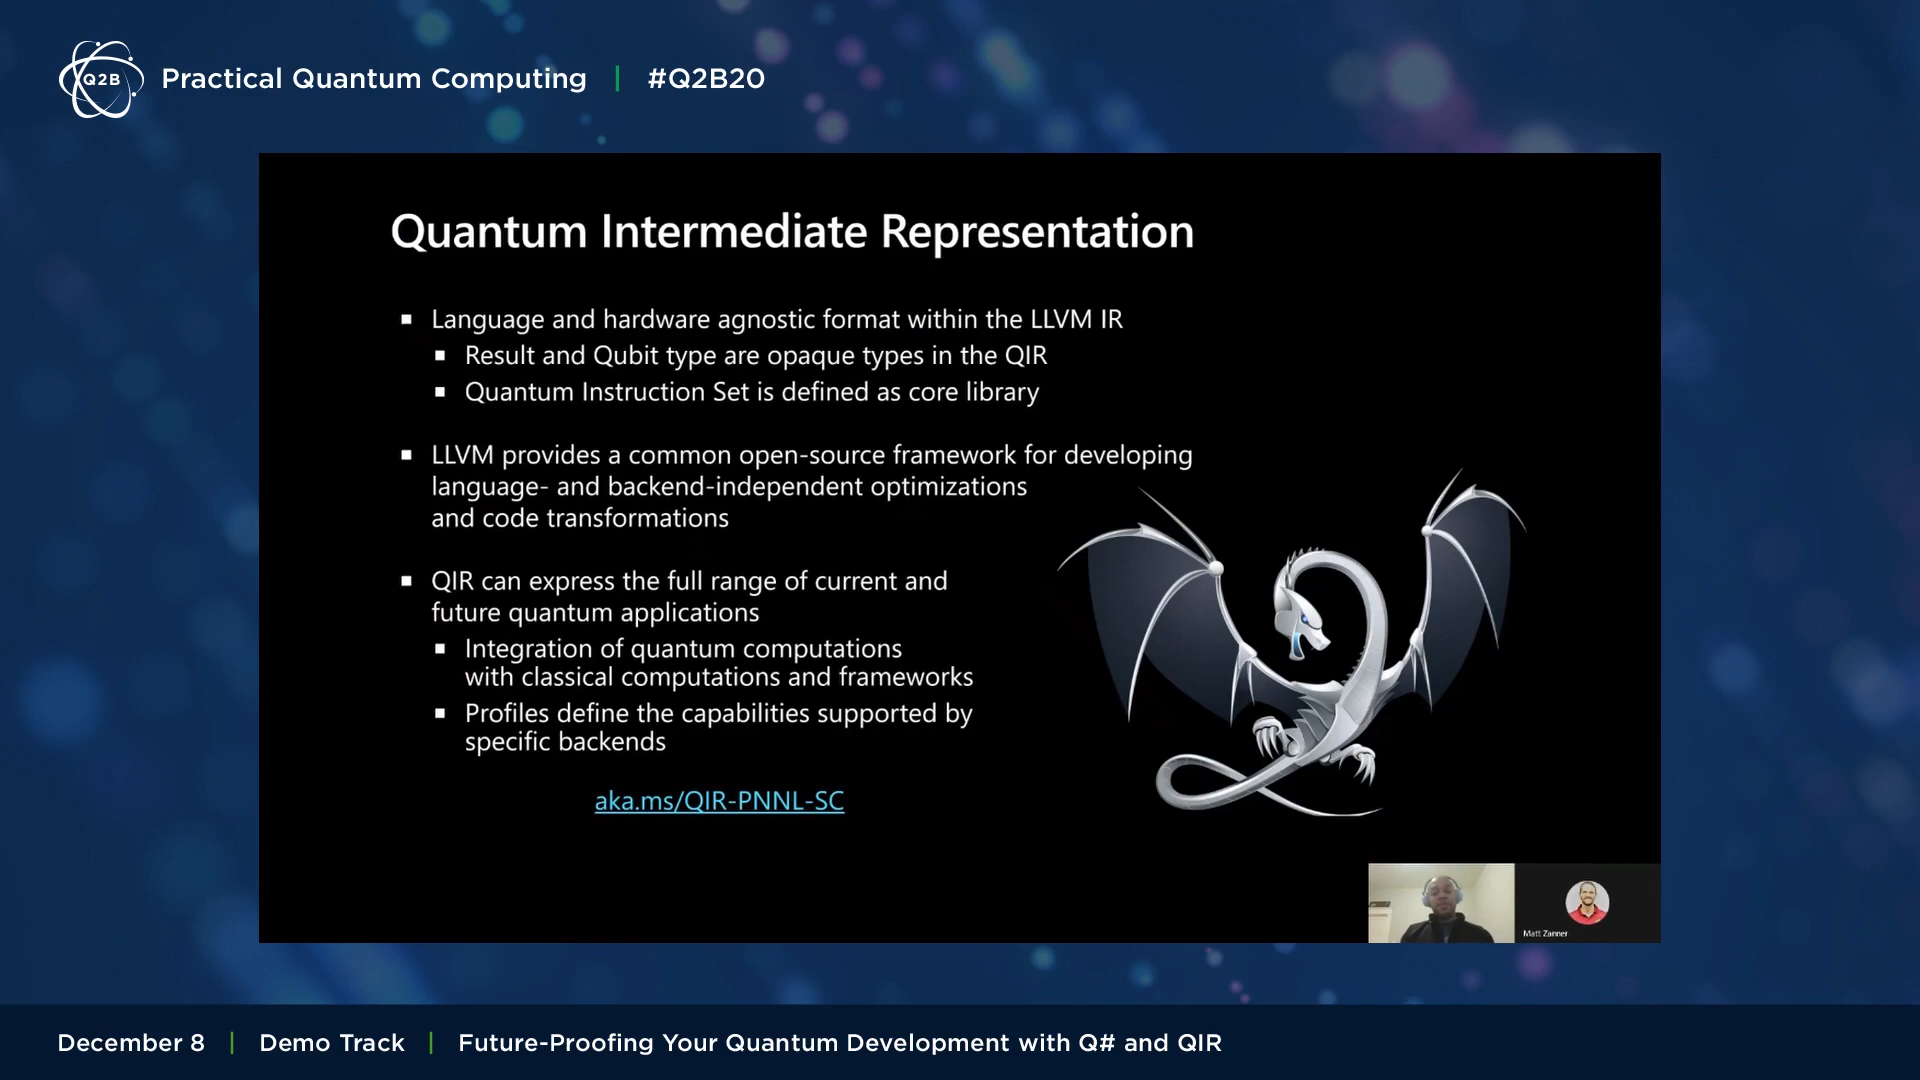 Q2B
Practical Quantum Computing | #Q2B20
Quantum Intermediate Representation
▪ Language and hardware agnostic format within the LLVM IR
▪ Result and Qubit type are opaque types in the QIR
▪ Quantum Instruction Set is defined as core library
▪ LLVM provides a common open-source framework for developing
language- and backend-independent optimizations
and code transformations
▪ QIR can express the full range of current and
future quantum applications
▪ Integration of quantum computations
with classical computations and frameworks
▪ Profiles define the capabilities supported by
specific backends
aka.ms/QIR-PNNL-SC
Matt Zanner
December 8 | Demo Track | Future-Proofing Your Quantum Development with Q# and QIR